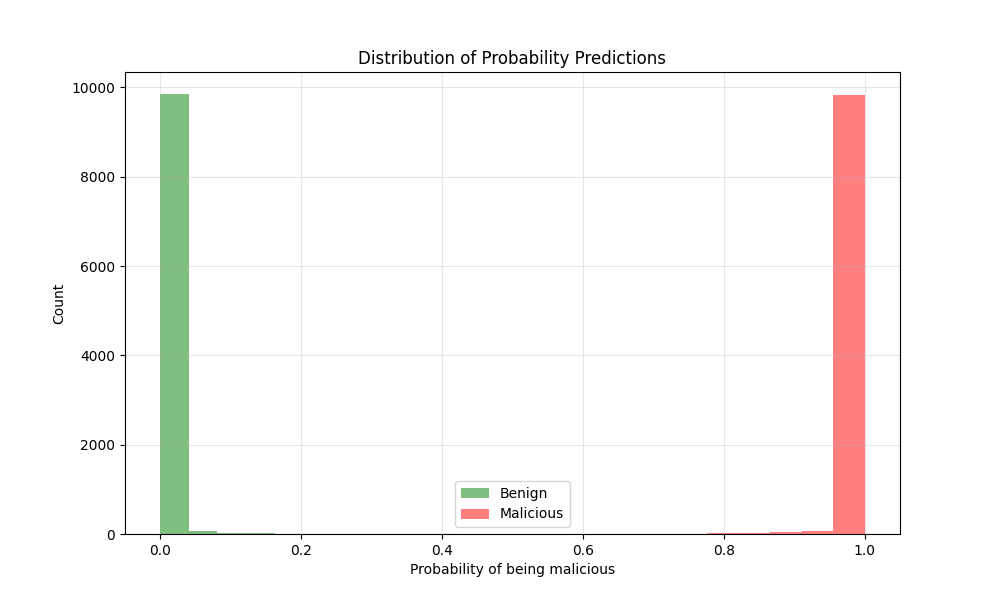 Distribution of Probability Predictions
10000
8000
6000
4000
2000
0
Count
Benign
Malicious
0.0 0.2 0.4 0.6 0.8 1.0
Probability of being malicious